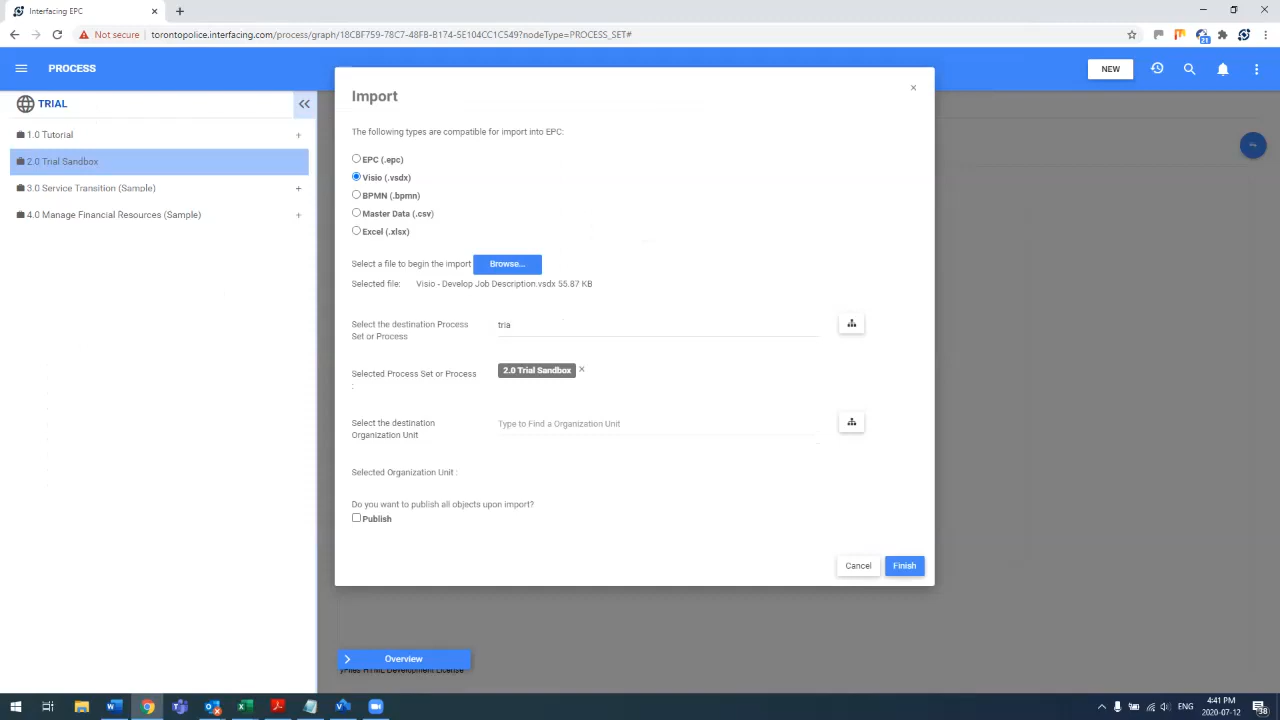 Interfacing EPC
Not secure | torontopolice.interfacing.com/process/graph/18CBF759-78C7-48FB-B174-5E104CC1C549?nodeType=PROCESS_SET#
21
PROCESS
NEW
TRIAL
1.0 Tutorial
2.0 Trial Sandbox
3.0 Service Transition (Sample)
4.0 Manage Financial Resources (Sample)
Import
The following types are compatible for import into EPC:
EPC (.epc)
Visio (.vsdx)
BPMN (.bpmn)
Master Data (.csv)
Excel (.xlsx)
Select a file to begin the import Browse...
Selected file: Visio - Develop Job Description.vsdx 55.87 KB
Select the destination Process
Set or Process
tria
Selected Process Set or Process
:
2.0 Trial Sandbox
Select the destination
Organization Unit
Type to Find a Organization Unit
Selected Organization Unit :
Do you want to publish all objects upon import?
Publish
Cancel Finish
Overview
yFiles HTML Development License
ENG
4:41 PM
2020-07-12
38